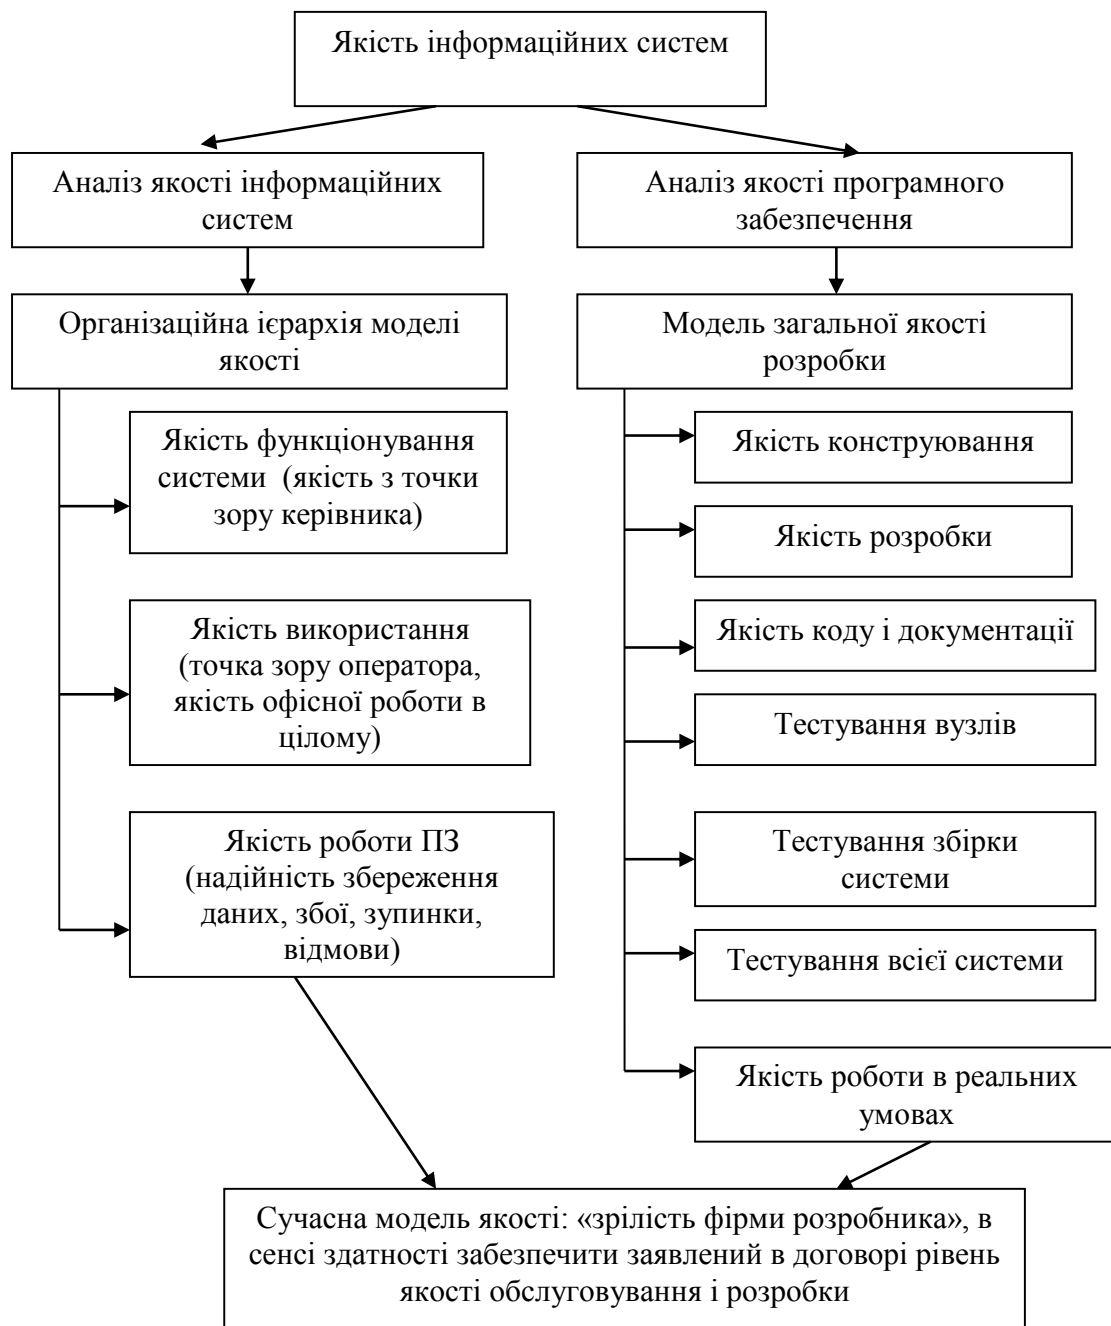 Якість інформаційних систем
Аналіз якості інформаційних
систем
Аналіз якості програмного
забезпечення
Організаційна ієрархія моделі
якості
Модель загальної якості
розробки
Якість функціонування
системи (якість з точки
зору керівника)
Якість використання
(точка зору оператора,
якість офісної роботи в
цілому)
Якість роботи ПЗ
(надійність збереження
даних, збої, зупинки,
відмови)
Якість конструювання
Якість розробки
Якість коду і документації
Тестування вузлів
Тестування збірки
системи
Тестування всієї системи
Якість роботи в реальних
умовах
Сучасна модель якості: «зрілість фірми розробника», в
сенсі здатності забезпечити заявлений в договорі рівень
якості обслуговування і розробки